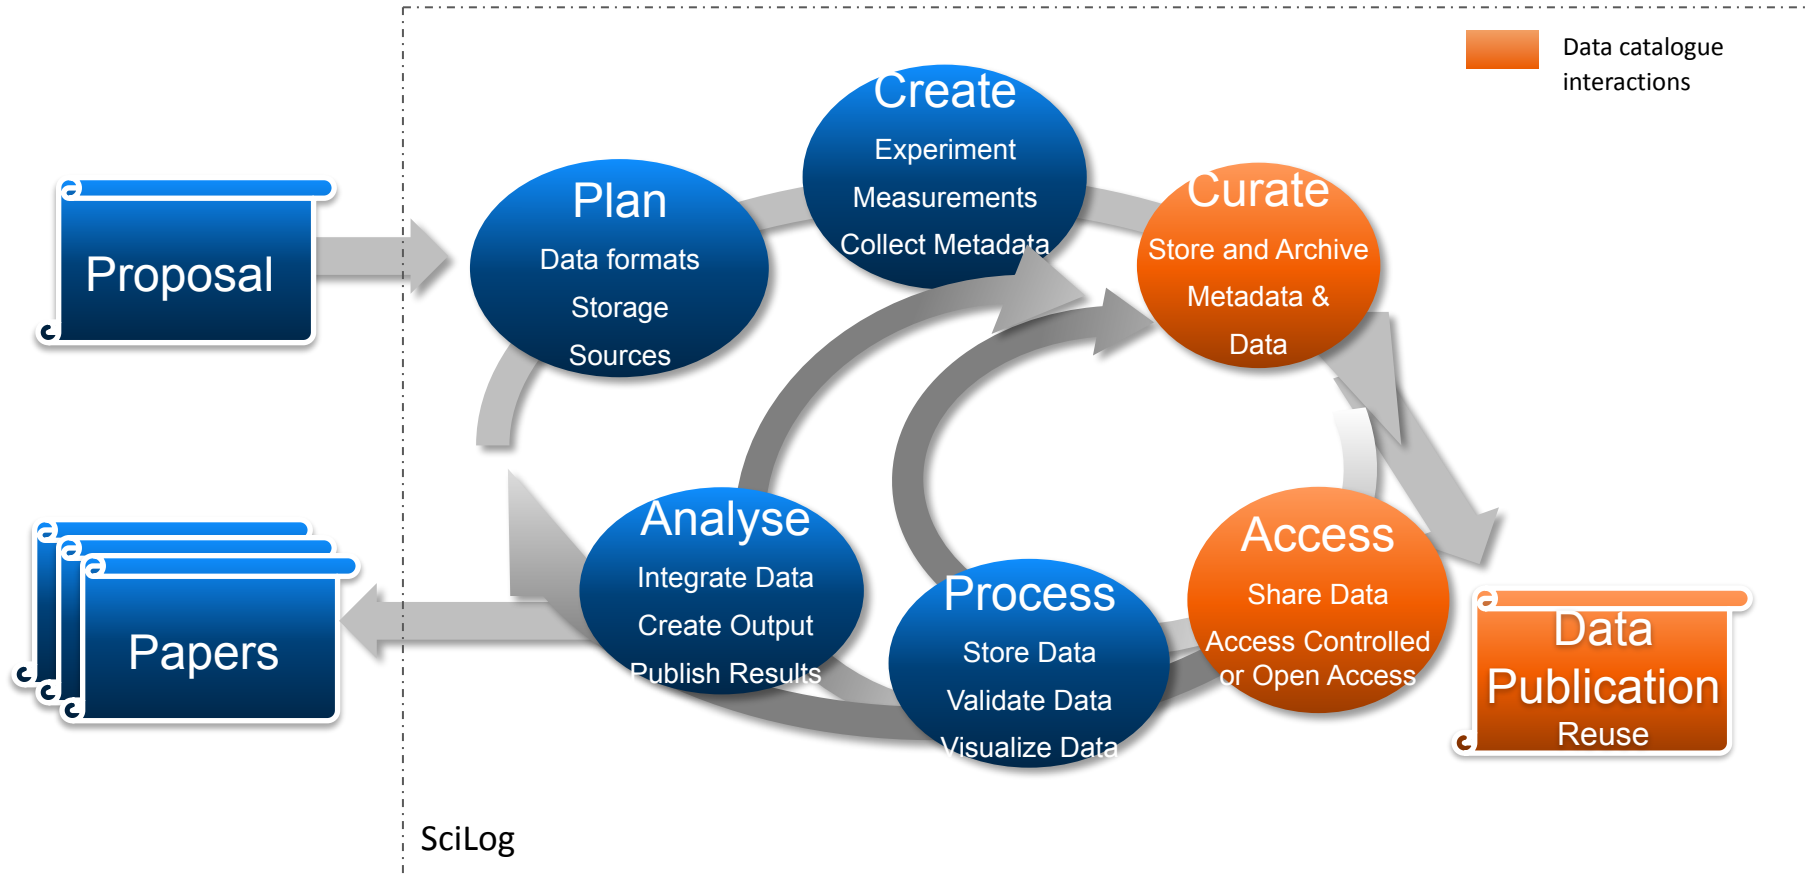 Data catalogue
interactions
Create
Experiment
Measurements
Collect Metadata
Plan
Data formats
Storage
Sources
Curate
Store and Archive
Metadata &
Data
Proposal
Analyse
Integrate Data
Create Output
Publish Results
Process
Store Data
Validate Data
Visualize Data
Access
Share Data
Access Controlled
or Open Access
Data
Publication
Reuse
Papers
SciLog